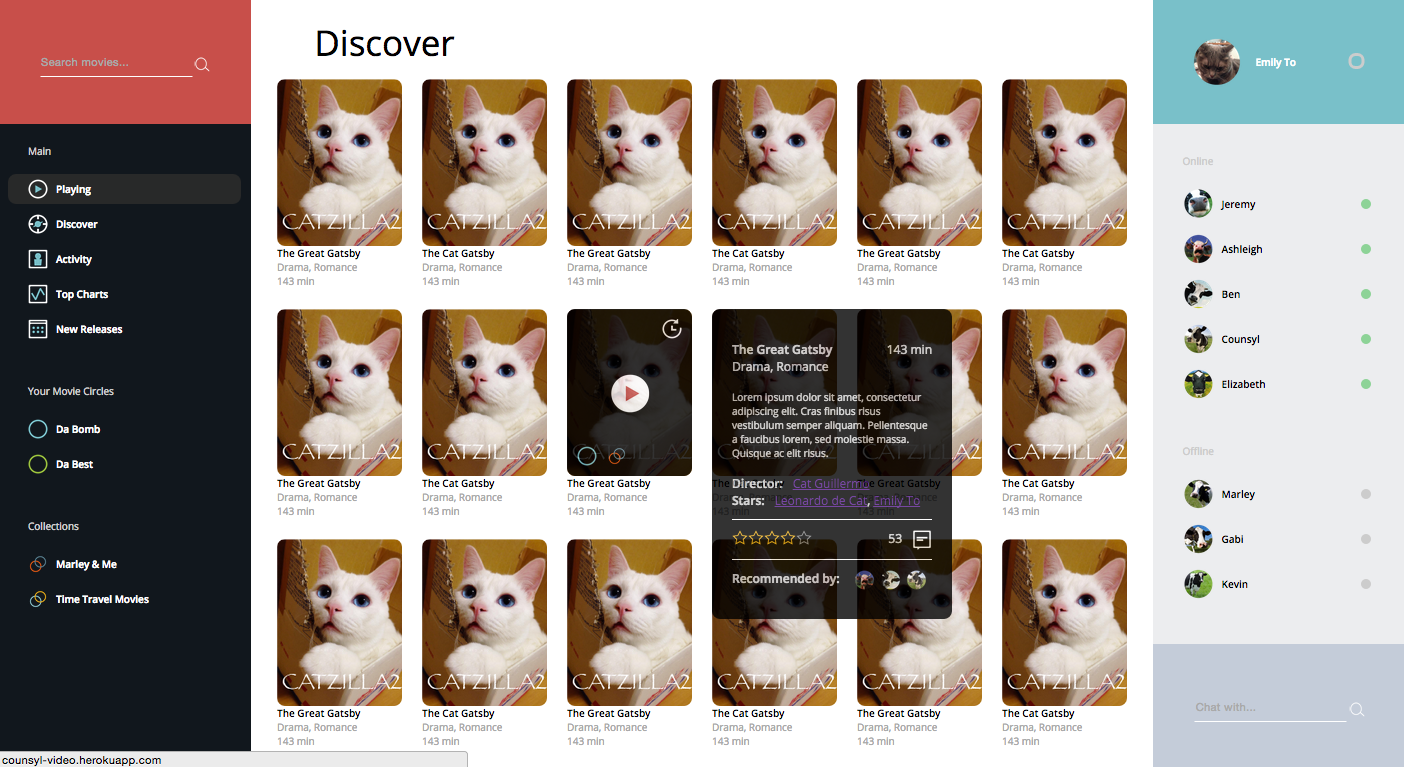 Search movies...
Main
Playing
Discover
Activity
Top Charts
New Releases
Your Movie Circles
Da Bomb
Da Best
Collections
Marley & Me
Time Travel Movies
counsyl-video.herokuapp.com
Discover
CATZILLA2 CATZILLA2 CATZILLA2 CATZILLA2 CATZILLA2 CATZILLA2
The Great Gatsby The Cat Gatsby The Great Gatsby The Cat Gatsby The Great Gatsby The Cat Gatsby
Drama, Romance Drama, Romance Drama, Romance Drama, Romance Drama, Romance Drama, Romance
143 min 143 min 143 min 143 min 143 min 143 min
CATZILLA2 CATZILLA2 CATZILLA2
The Great Gatsby The Cat Gatsby The Great Gatsby The Cat Gatsby
Drama, Romance Drama, Romance Drama, Romance Drama, Romance
143 min 143 min 143 min 143 min
The Great Gatsby 143 min
Drama, Romance
Lorem ipsum dolor sit amet, consectetur
adipiscing elit. Cras finibus risus
vestibulum semper aliquam. Pellentesque
a faucibus lorem, sed molestie massa.
Quisque ac elit risus.
Director: Cat Guillermo
Stars: Leonardo de Cat, Emily To
53
Recommended by:
CATZILLA2 CATZILLA2 CATZILLA2 CATZILLA2 CATZILLA2 CATZILLA2
The Great Gatsby The Cat Gatsby The Great Gatsby The Cat Gatsby The Great Gatsby The Cat Gatsby
Drama, Romance Drama, Romance Drama, Romance Drama, Romance Drama, Romance Drama, Romance
143 min 143 min 143 min 143 min 143 min 143 min
Emily To
Online
Jeremy
Ashleigh
Ben
Counsyl
Elizabeth
Offline
Marley
Gabi
Kevin
Chat with...